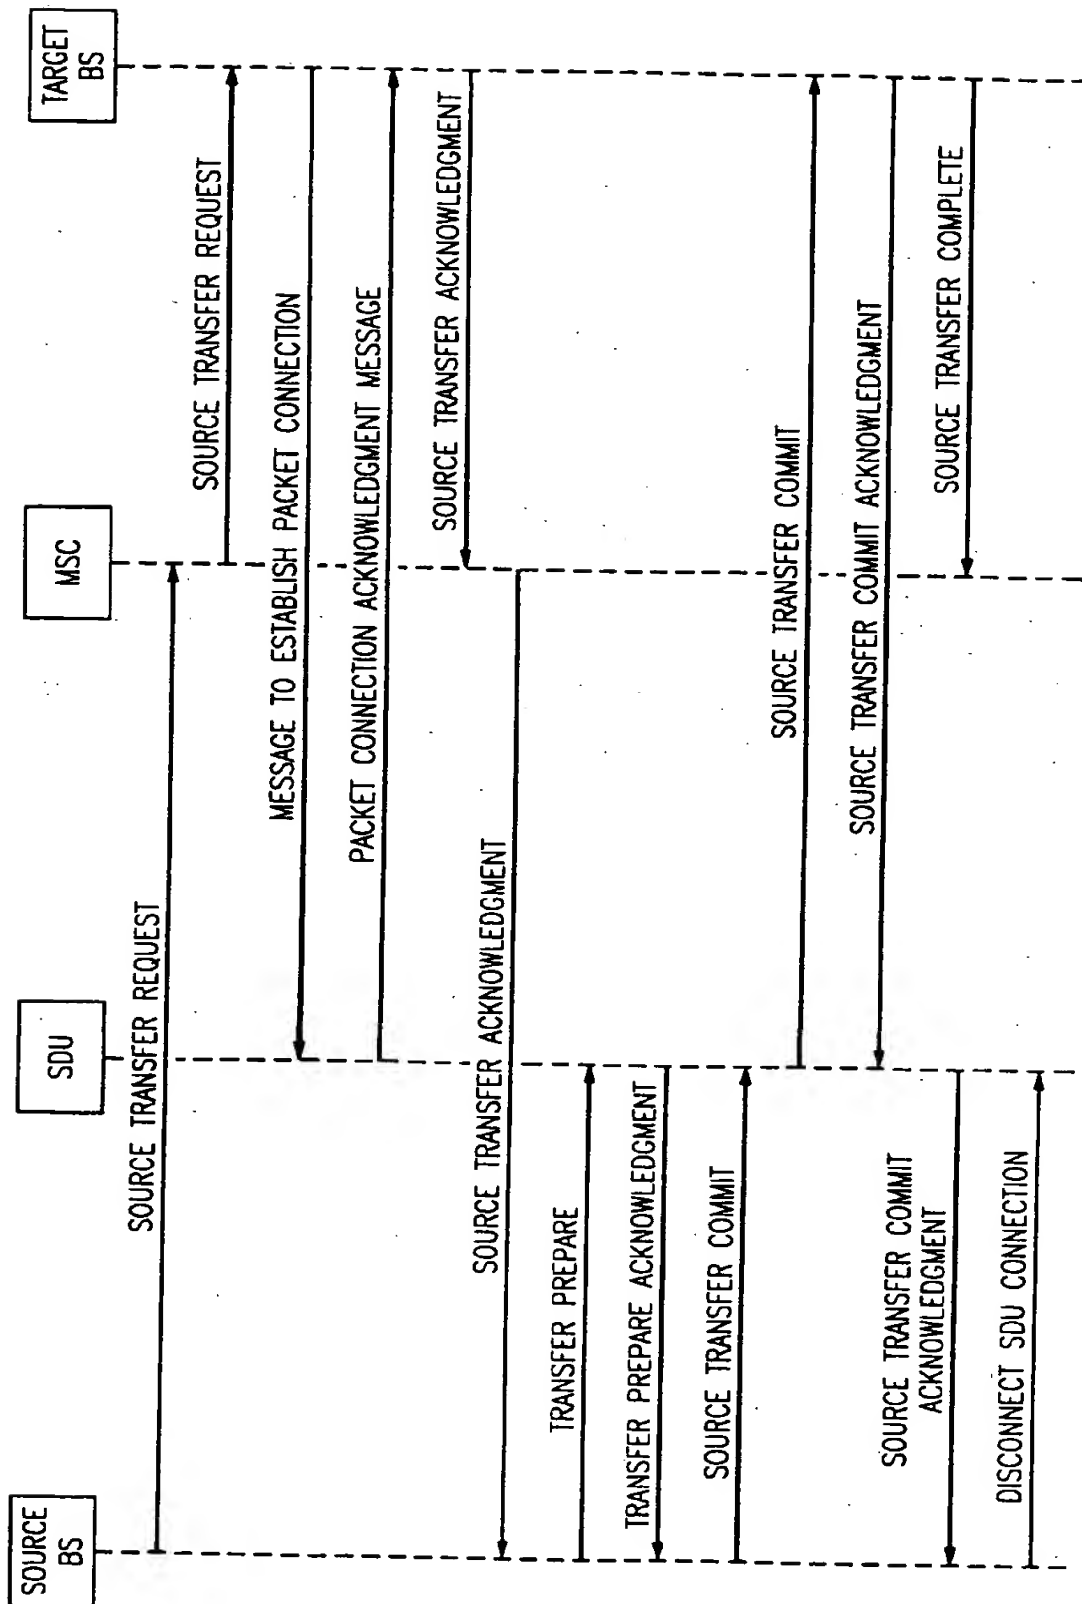 SOURCE
BS
SDU
MSC
TARGET
BS
SOURCE TRANSFER REQUEST
SOURCE TRANSFER REQUEST
MESSAGE TO ESTABLISH PACKET CONNECTION
PACKET CONNECTION ACKNOWLEDGMENT MESSAGE
SOURCE TRANSFER ACKNOWLEDGMENT
SOURCE TRANSFER ACKNOWLEDGMENT
TRANSFER PREPARE
TRANSFER PREPARE ACKNOWLEDGMENT
SOURCE TRANSFER COMMIT
SOURCE TRANSFER COMMIT
SOURCE TRANSFER COMMIT ACKNOWLEDGMENT
SOURCE TRANSFER COMMIT
ACKNOWLEDGMENT
SOURCE TRANSFER COMPLETE
DISCONNECT SDU CONNECTION